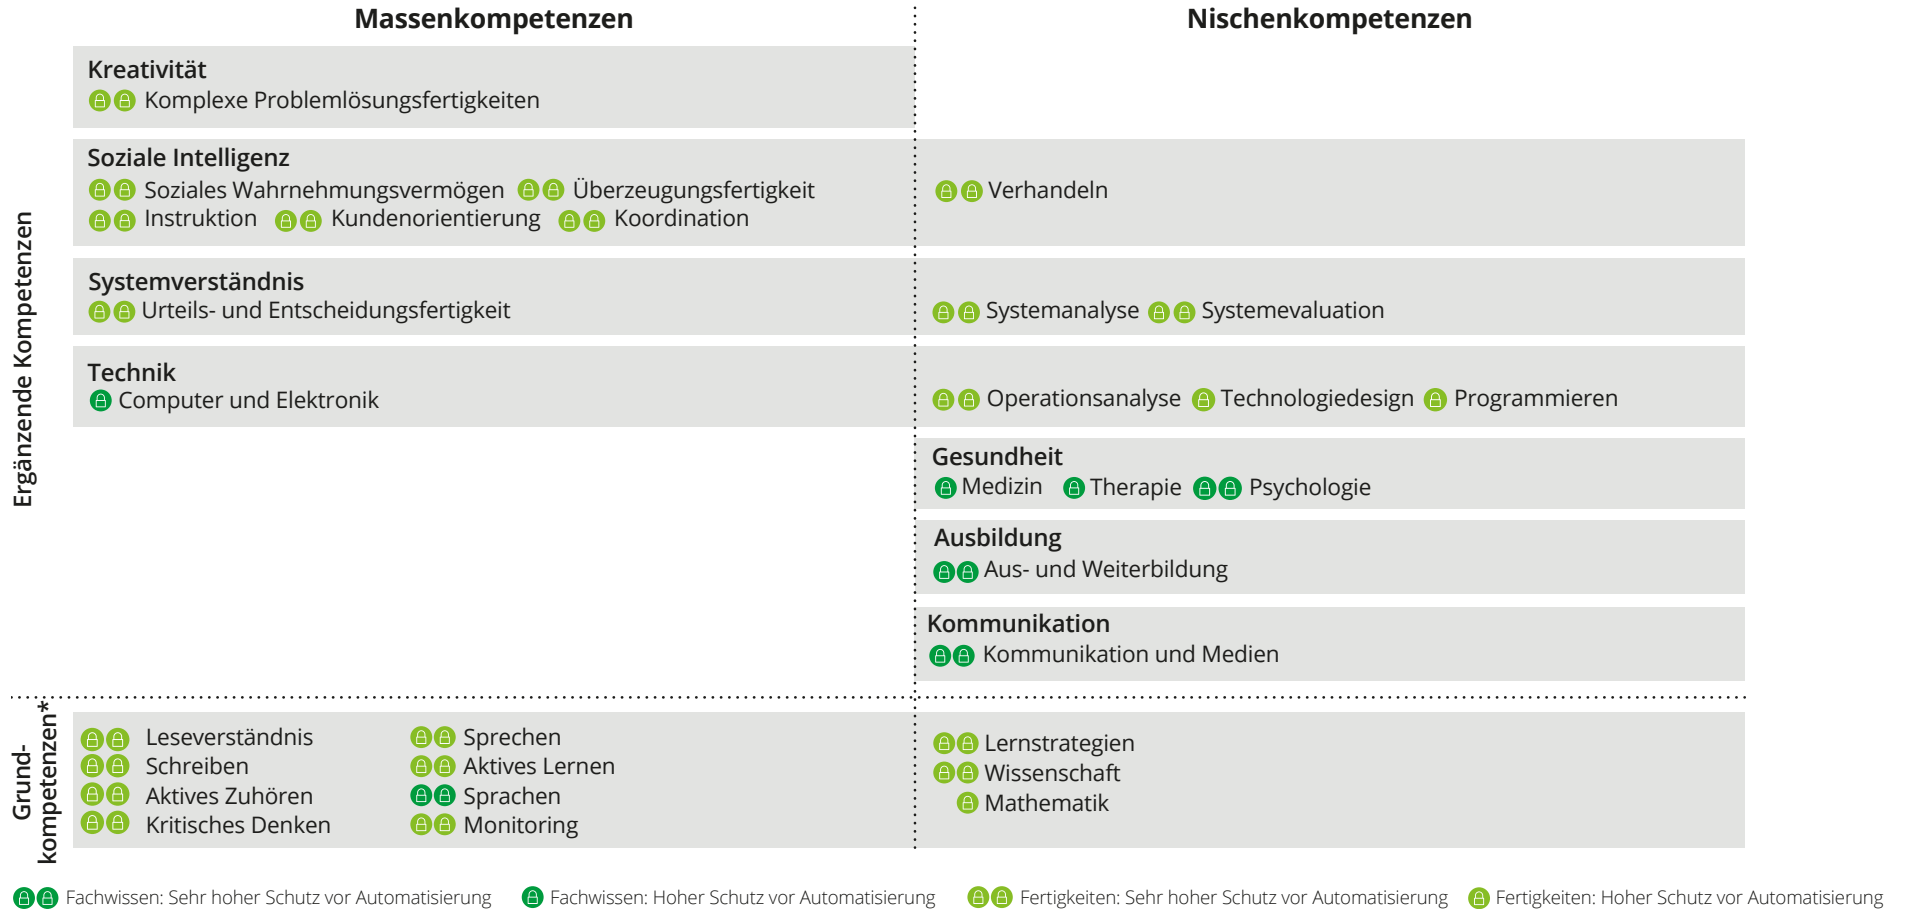 Massenkompetenzen
Nischenkompetenzen
Ergänzende Kompetenzen
Kreativität
Komplexe Problemlösungsfertigkeiten
Soziale Intelligenz
Soziales Wahrnehmungsvermögen Überzeugungsfertigkeit
Instruktion Kundenorientierung Koordination
Verhandeln
Systemverständnis
Urteils- und Entscheidungsfertigkeit
Systemanalyse Systemevaluation
Technik
Computer und Elektronik
Operationsanalyse Technologiedesign Programmieren
Gesundheit
Medizin Therapie Psychologie
Ausbildung
Aus- und Weiterbildung
Kommunikation
Kommunikation und Medien
Grund-
kompetenzen*
Leseverständnis
Schreiben
Aktives Zuhören
Kritisches Denken
Sprechen
Aktives Lernen
Sprachen
Monitoring
Lernstrategien
Wissenschaft
Mathematik
Fachwissen: Sehr hoher Schutz vor Automatisierung
Fachwissen: Hoher Schutz vor Automatisierung
Fertigkeiten: Sehr hoher Schutz vor Automatisierung
Fertigkeiten: Hoher Schutz vor Automatisierung